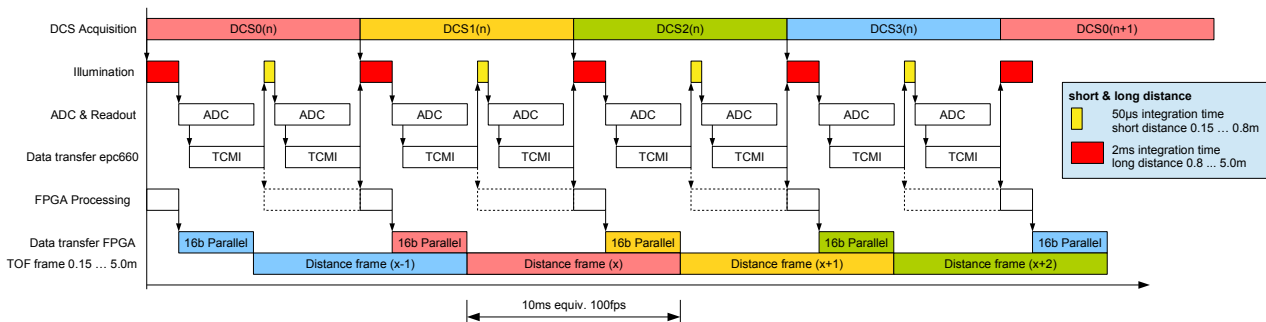 DCS Acquisition
DCS0(n) DCS1(n) DCS2(n) DCS3(n) DCS0(n+1)
Illumination
ADC & Readout
ADC ADC ADC ADC ADC ADC ADC ADC
Data transfer epc660
TCMI TCMI TCMI TCMI TCMI TCMI TCMI TCMI
FPGA Processing
Data transfer FPGA
16b Parallel 16b Parallel 16b Parallel 16b Parallel 16b Parallel
TOF frame 0.15 ... 5.0m
Distance frame (x-1) Distance frame (x) Distance frame (x+1) Distance frame (x+2)
10ms equiv. 100fps
short & long distance
50µs integration time
short distance 0.15 ... 0.8m
2ms integration time
long distance 0.8 ... 5.0m